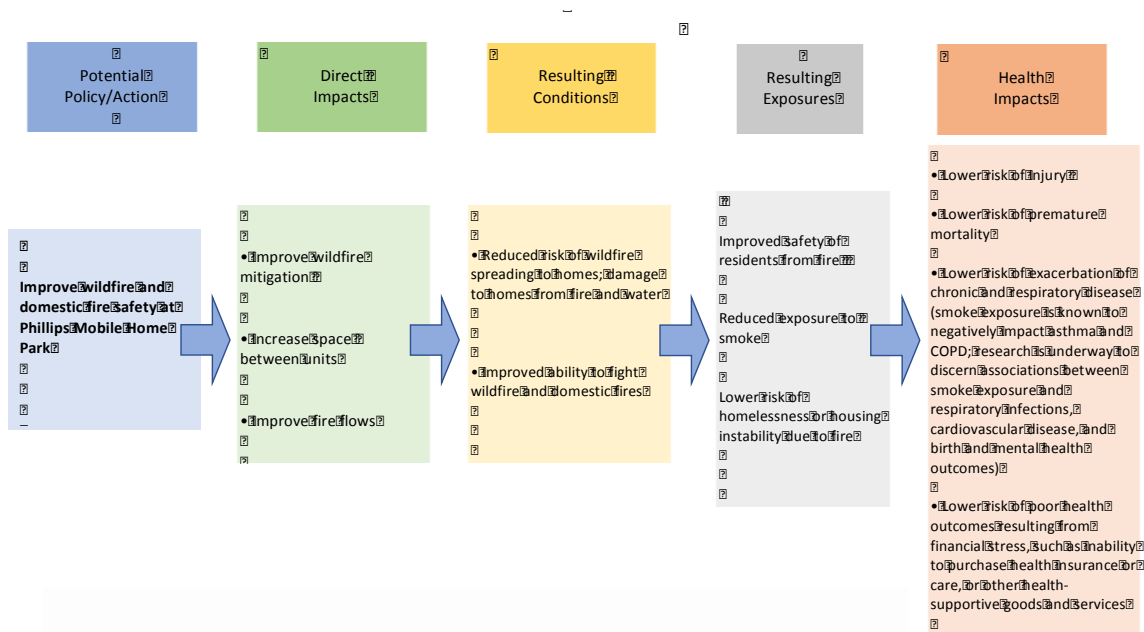 Potential
Policy/Action
Direct
Impacts
Resulting
Conditions
Resulting
Exposures
Health
Impacts
Improve wildfire and
domestic fire safety at
Phillips Mobile Home
Park
• Improve wildfire
mitigation
• Increase space
between units
• Improve fire flows
• Reduced risk of wildfire
spreading to homes; damage
to homes from fire and water
• Improved ability to fight
wildfire and domestic fires
Improved safety of
residents from fire
Reduced exposure to
smoke
Lower risk of
homelessness or housing
instability due to fire
• Lower risk of injury
• Lower risk of premature
mortality
• Lower risk of exacerbation of
chronic and respiratory disease
(smoke exposure is known to
negatively impact asthma and
COPD; research is underway to
discern associations between
smoke exposure and
respiratory infections,
cardiovascular disease, and
birth and mental health
outcomes)
• Lower risk of poor health
outcomes resulting from
financial stress, such as inability
to purchase health insurance or
care, or other health-
supportive goods and services